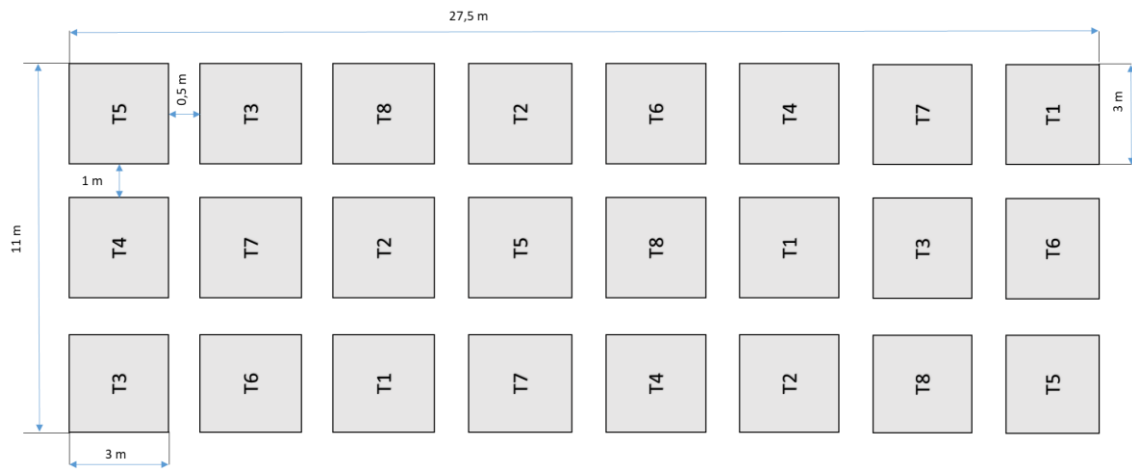 27,5 m
T5 T3 T8 T2 T6 T4 T7 T1
0,5 m
3 m
1 m
11 m
T4 T7 T2 T5 T8 T1 T3 T6
T3 T6 T1 T7 T4 T2 T8 T5
3 m